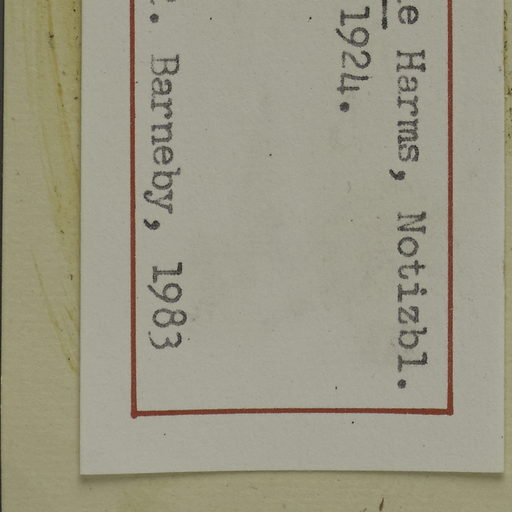 e Harms, Notizbl.
1924.
. Barneby, 1983